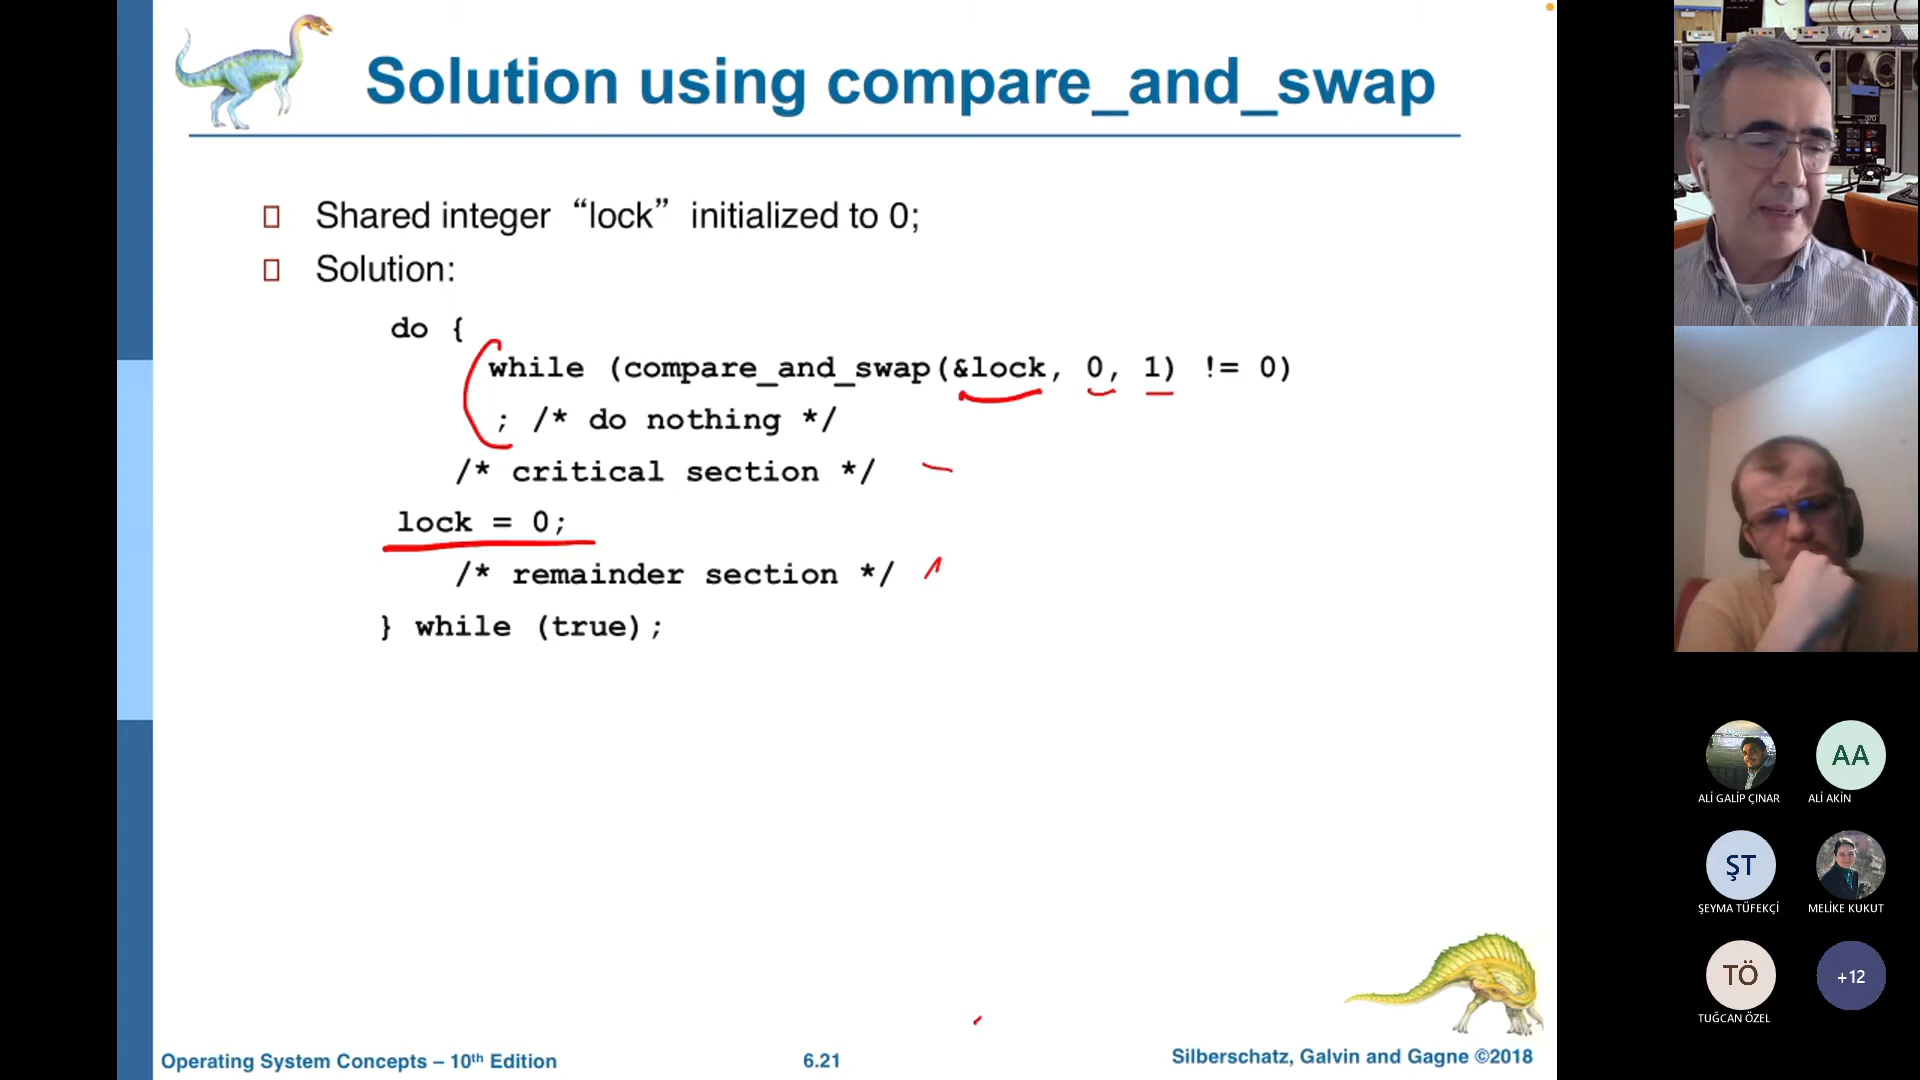 Solution using compare_and_swap
Shared integer “lock” initialized to 0;
Solution:
do {
while (compare_and_swap(&lock, 0, 1) != 0)
; /* do nothing */
/* critical section */
lock = 0;
/* remainder section */
} while (true);
Operating System Concepts – 10th Edition
6.21
Silberschatz, Galvin and Gagne ©2018
ALİ GALİP ÇINAR
AA
ALİ AKİN
ŞT
ŞEYMA TÜFEKÇİ
MELİKE KUKUT
TÖ
TUĞCAN ÖZEL
+12